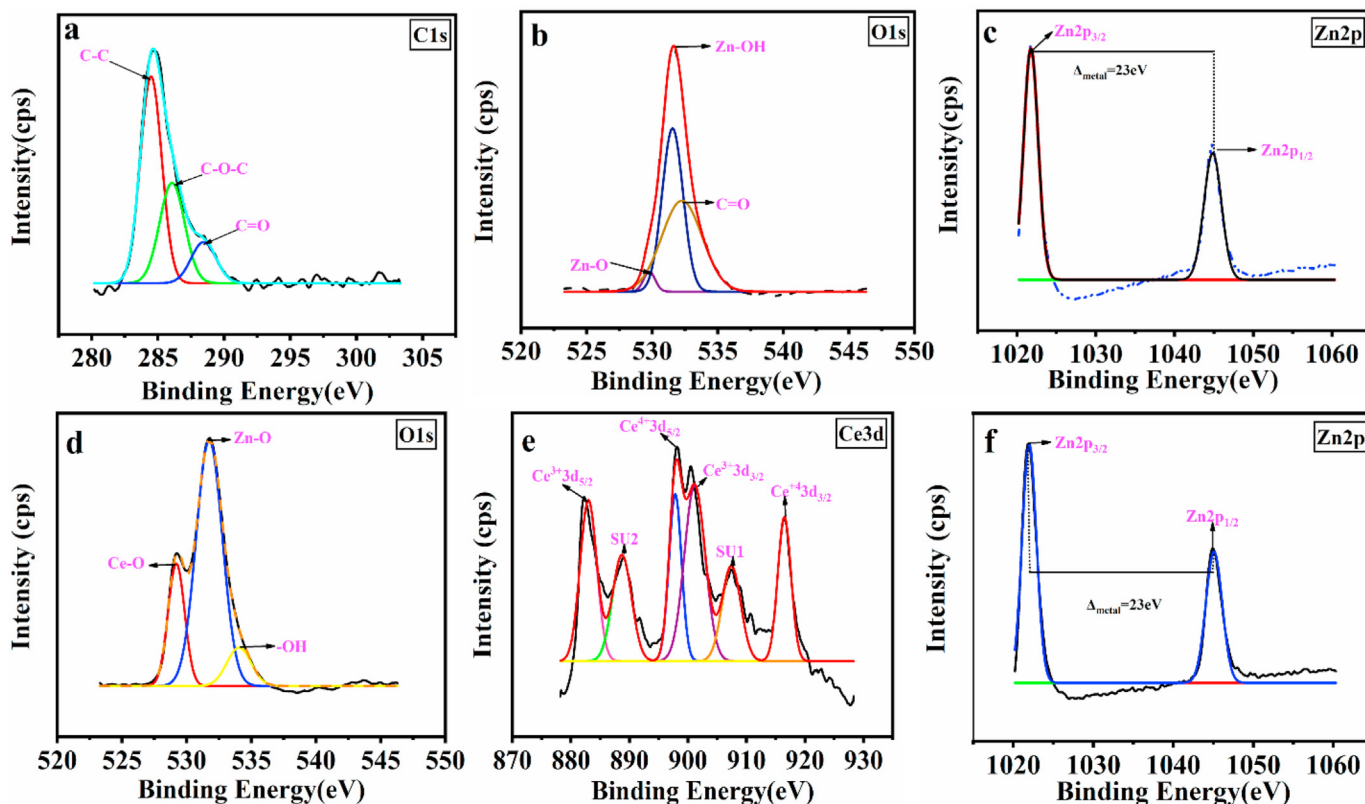 a
C1s
C-C
C-O-C
C=O
Intensity(cps)
280 285 290 295 300 305
Binding Energy(eV)
b
O1s
Zn-OH
C=O
Zn-O
Intensity (cps)
520 525 530 535 540 545 550
Binding Energy(eV)
c
Zn2p
Zn2p3/2
Δmetal=23eV
Zn2p1/2
Intensity (cps)
1020 1030 1040 1050 1060
Binding Energy(eV)
d
O1s
Zn-O
Ce-O
-OH
Intensity (cps)
520 525 530 535 540 545 550
Binding Energy(eV)
e
Ce3d
Ce4+3d5/2
Ce3+3d5/2
Ce3+3d3/2
Ce+43d3/2
SU2
SU1
Intensity (cps)
870 880 890 900 910 920 930
Binding Energy(eV)
f
Zn2p
Zn2p3/2
Zn2p1/2
Δmetal=23eV
Intensity (cps)
1020 1030 1040 1050 1060
Binding Energy(eV)